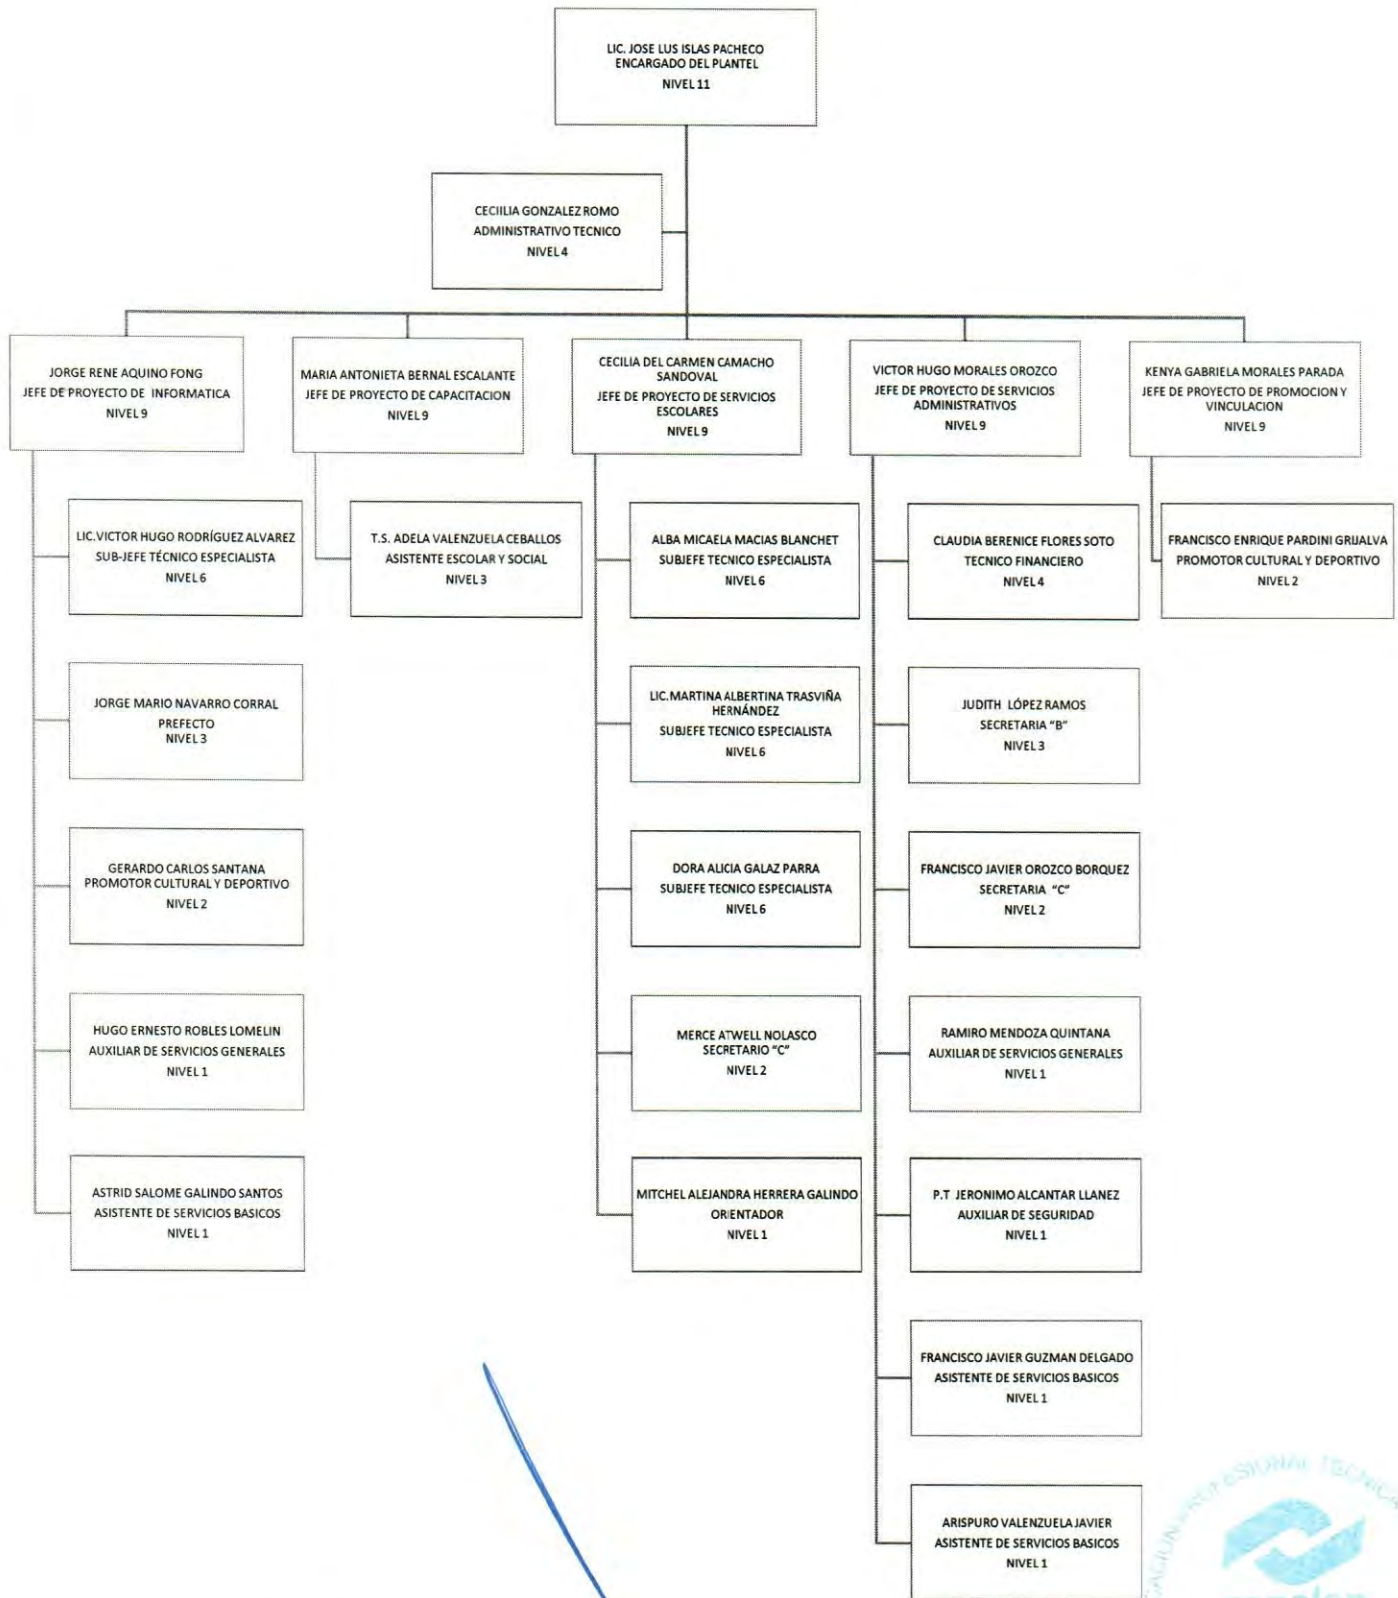 LIC. JOSE LUS ISLAS PACHECO
ENCARGADO DEL PLANTEL
NIVEL 11
CECIILIA GONZALEZ ROMO
ADMINISTRATIVO TECNICO
NIVEL 4
JORGE RENE AQUINO FONG
JEFE DE PROYECTO DE INFORMATICA
NIVEL 9
MARIA ANTONIETA BERNAL ESCALANTE
JEFE DE PROYECTO DE CAPACITACION
NIVEL 9
CECILIA DEL CARMEN CAMACHO
SANDOVAL
JEFE DE PROYECTO DE SERVICIOS
ESCOLARES
NIVEL 9
VICTOR HUGO MORALES OROZCO
JEFE DE PROYECTO DE SERVICIOS
ADMINISTRATIVOS
NIVEL 9
KENYA GABRIELA MORALES PARADA
JEFE DE PROYECTO DE PROMOCION Y
VINCULACION
NIVEL 9
LIC.VICTOR HUGO RODRÍGUEZ ALVAREZ
SUB-JEFE TÉCNICO ESPECIALISTA
NIVEL 6
JORGE MARIO NAVARRO CORRAL
PREFECTO
NIVEL 3
GERARDO CARLOS SANTANA
PROMOTOR CULTURAL Y DEPORTIVO
NIVEL 2
HUGO ERNESTO ROBLES LOMELIN
AUXILIAR DE SERVICIOS GENERALES
NIVEL 1
ASTRID SALOME GALINDO SANTOS
ASISTENTE DE SERVICIOS BASICOS
NIVEL 1
T.S. ADELA VALENZUELA CEBALLOS
ASISTENTE ESCOLAR Y SOCIAL
NIVEL 3
ALBA MICAELA MACIAS BLANCHET
SUBJEFE TECNICO ESPECIALISTA
NIVEL 6
LIC.MARTINA ALBERTINA TRASVIÑA
HERNÁNDEZ
SUBJEFE TECNICO ESPECIALISTA
NIVEL 6
DORA ALICIA GALAZ PARRA
SUBJEFE TECNICO ESPECIALISTA
NIVEL 6
MERCE ATWELL NOLASCO
SECRETARIO "C"
NIVEL 2
MITCHEL ALEJANDRA HERRERA GALINDO
ORIENTADOR
NIVEL 1
CLAUDIA BERENICE FLORES SOTO
TECNICO FINANCIERO
NIVEL 4
JUDITH LÓPEZ RAMOS
SECRETARIA "B"
NIVEL 3
FRANCISCO JAVIER OROZCO BORQUEZ
SECRETARIA "C"
NIVEL 2
RAMIRO MENDOZA QUINTANA
AUXILIAR DE SERVICIOS GENERALES
NIVEL 1
P.T JERONIMO ALCANTAR LLANEZ
AUXILIAR DE SEGURIDAD
NIVEL 1
FRANCISCO JAVIER GUZMAN DELGADO
ASISTENTE DE SERVICIOS BASICOS
NIVEL 1
ARISPURO VALENZUELA JAVIER
ASISTENTE DE SERVICIOS BASICOS
NIVEL 1
FRANCISCO ENRIQUE PARDINI GRIJALVA
PROMOTOR CULTURAL Y DEPORTIVO
NIVEL 2